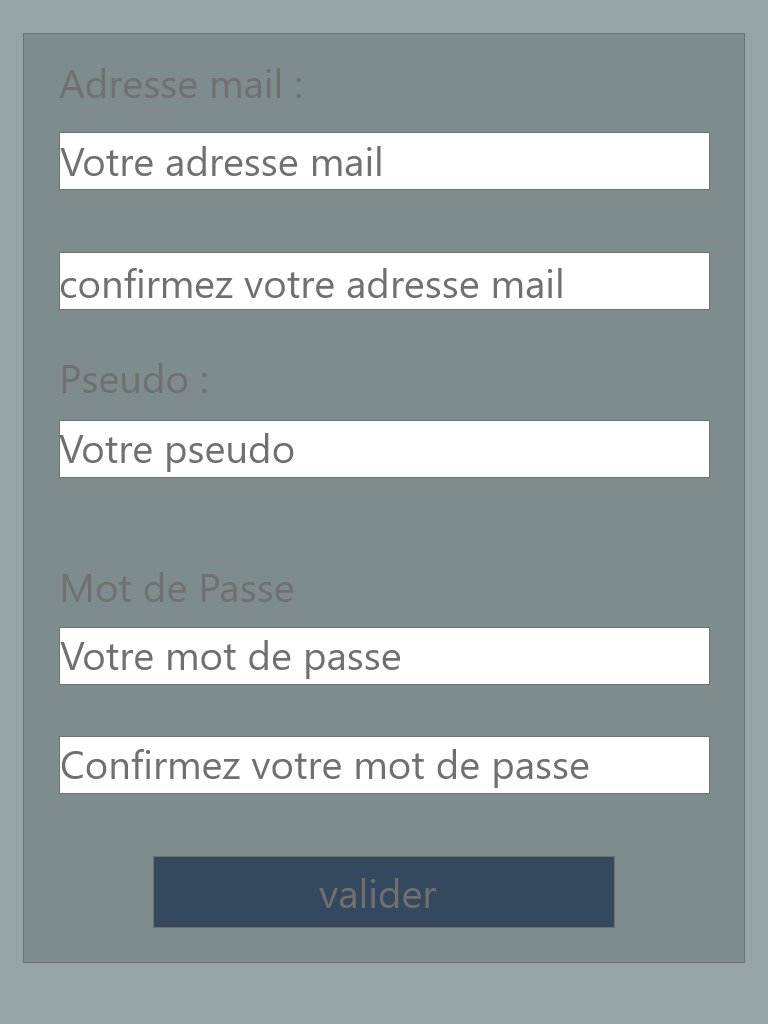 Adresse mail :
Votre adresse mail
confirmez votre adresse mail
Pseudo :
Votre pseudo
Mot de Passe
Votre mot de passe
Confirmez votre mot de passe
valider